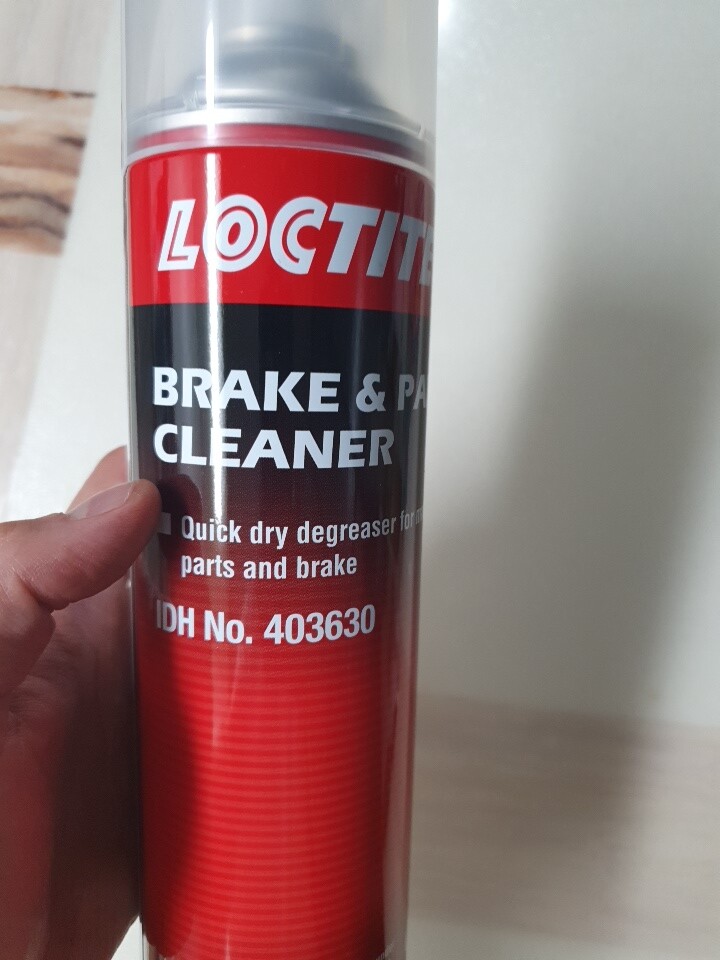 LOCTITE
BRAKE & PA
CLEANER
Quick dry degreaser for
parts and brake
IDH No. 403630